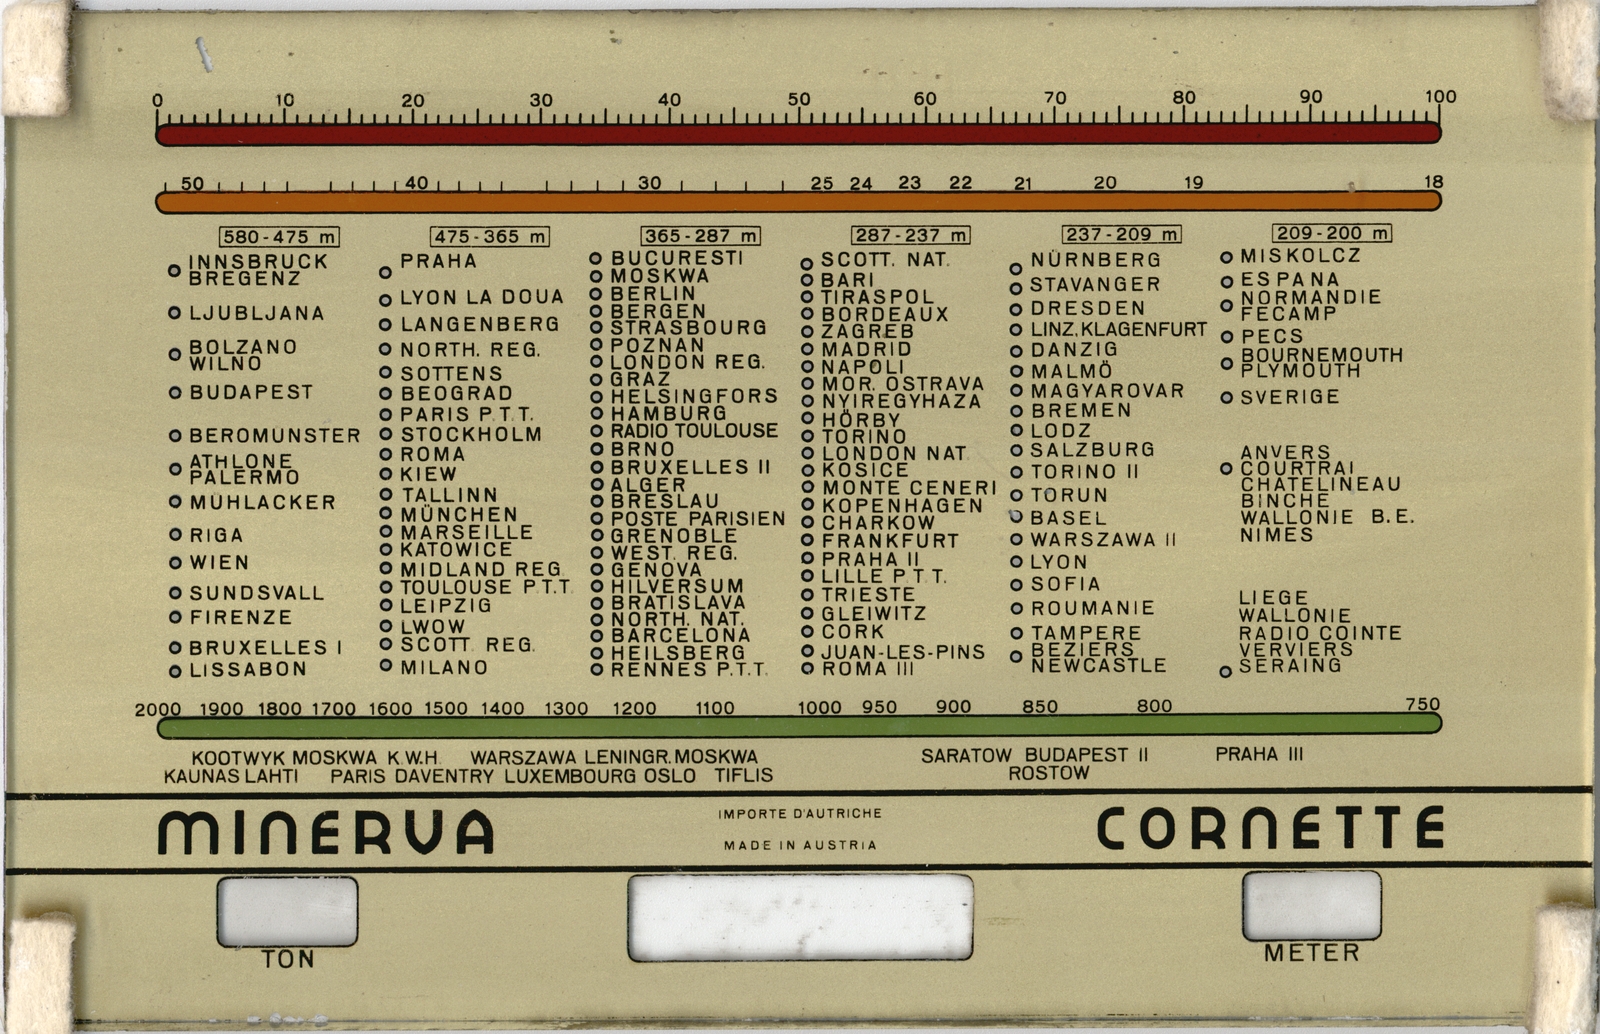 0 10 20 30 40 50 60 70 80 90 100
50 40 30 25 24 23 22 21 20 19 18
580-475 m
INNSBRUCK
BREGENZ
LJUBLJANA
BOLZANO
WILNO
BUDAPEST
BEROMUNSTER
ATHLONE
PALERMO
MÜHLACKER
RIGA
WIEN
SUNDSVALL
FIRENZE
BRUXELLES I
LISSABON
475-365 m
PRAHA
LYON LA DOUA
LANGENBERG
NORTH. REG.
SOTTENS
BEOGRAD
PARIS P.T.T.
STOCKHOLM
ROMA
KIEW
TALLINN
MÜNCHEN
MARSEILLE
KATOWICE
MIDLAND REG.
TOULOUSE P.T.T.
LEIPZIG
LWOW
SCOTT. REG.
MILANO
365-287 m
BUCURESTI
MOSKWA
BERLIN
BERGEN
STRASBOURG
POZNAN
LONDON REG.
GRAZ
HELSINGFORS
HAMBURG
RADIO TOULOUSE
BRNO
BRUXELLES II
ALGER
BRESLAU
POSTE PARISIEN
GRENOBLE
WEST. REG.
GENOVA
HILVERSUM
BRATISLAVA
NORTH. NAT.
BARCELONA
HEILSBERG
RENNES P.T.T.
287-237 m
SCOTT. NAT.
BARI
TIRASPOL
BORDEAUX
ZAGREB
MADRID
NAPOLI
MOR. OSTRAVA
NYIREGYHAZA
HÖRBY
TORINO
LONDON NAT.
KOSICE
MONTE CENERI
KOPENHAGEN
CHARKOW
FRANKFURT
PRAHA II
LILLE P.T.T.
TRIESTE
GLEIWITZ
CORK
JUAN-LES-PINS
ROMA III
237-209 m
NÜRNBERG
STAVANGER
DRESDEN
LINZ.KLAGENFURT
DANZIG
MALMÖ
MAGYAROVAR
BREMEN
LODZ
SALZBURG
TORINO II
TORUN
BASEL
WARSZAWA II
LYON
SOFIA
ROUMANIE
TAMPERE
BEZIERS
NEWCASTLE
209-200 m
MISKOLCZ
ESPANA
NORMANDIE
FECAMP
PECS
BOURNEMOUTH
PLYMOUTH
SVERIGE
ANVERS
COURTRAI
CHATELINEAU
BINCHE
WALLONIE B.E.
NIMES
LIEGE
WALLONIE
RADIO COINTE
VERVIERS
SERAING
2000 1900 1800 1700 1600 1500 1400 1300 1200 1100 1000 950 900 850 800 750
KOOTWYK MOSKWA K.W.H. WARSZAWA LENINGR.MOSKWA SARATOW BUDAPEST II PRAHA III
KAUNAS LAHTI PARIS DAVENTRY LUXEMBOURG OSLO TIFLIS ROSTOW
MINERVA
IMPORTE D'AUTRICHE
MADE IN AUSTRIA
CORNETTE
TON
METER